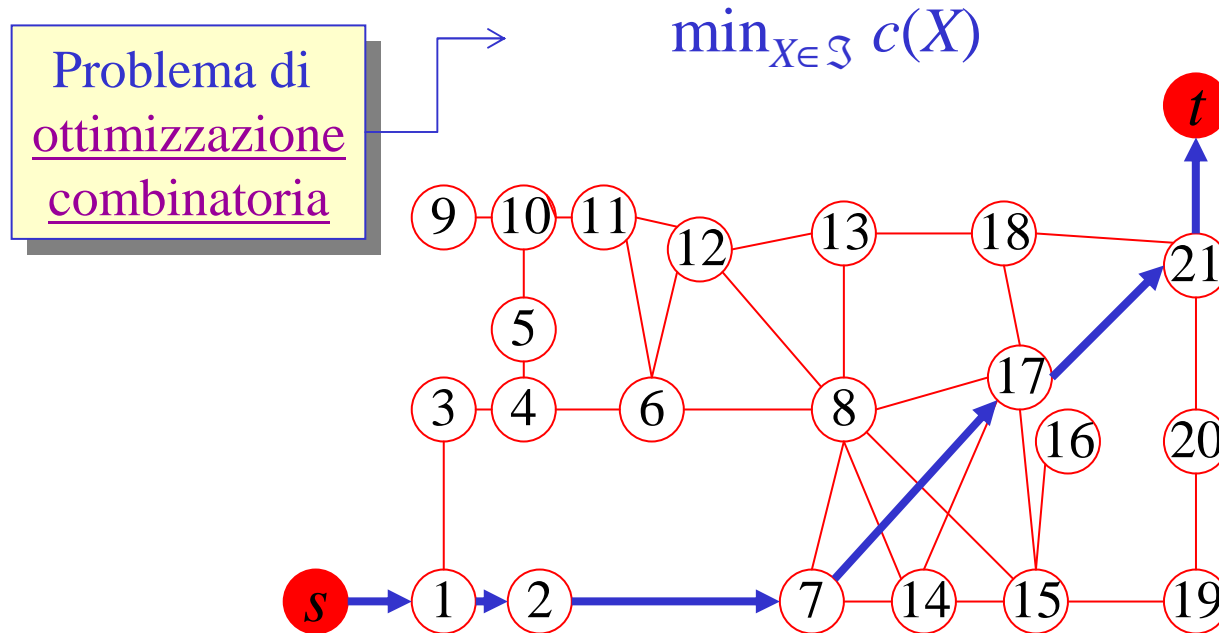 Problema di
ottimizzazione
combinatoria
min_{X∈ℑ} c(X)
t
9 10 11 12 13 18 21
5
17
3 4 6 8 16 20
s 1 2 7 14 15 19